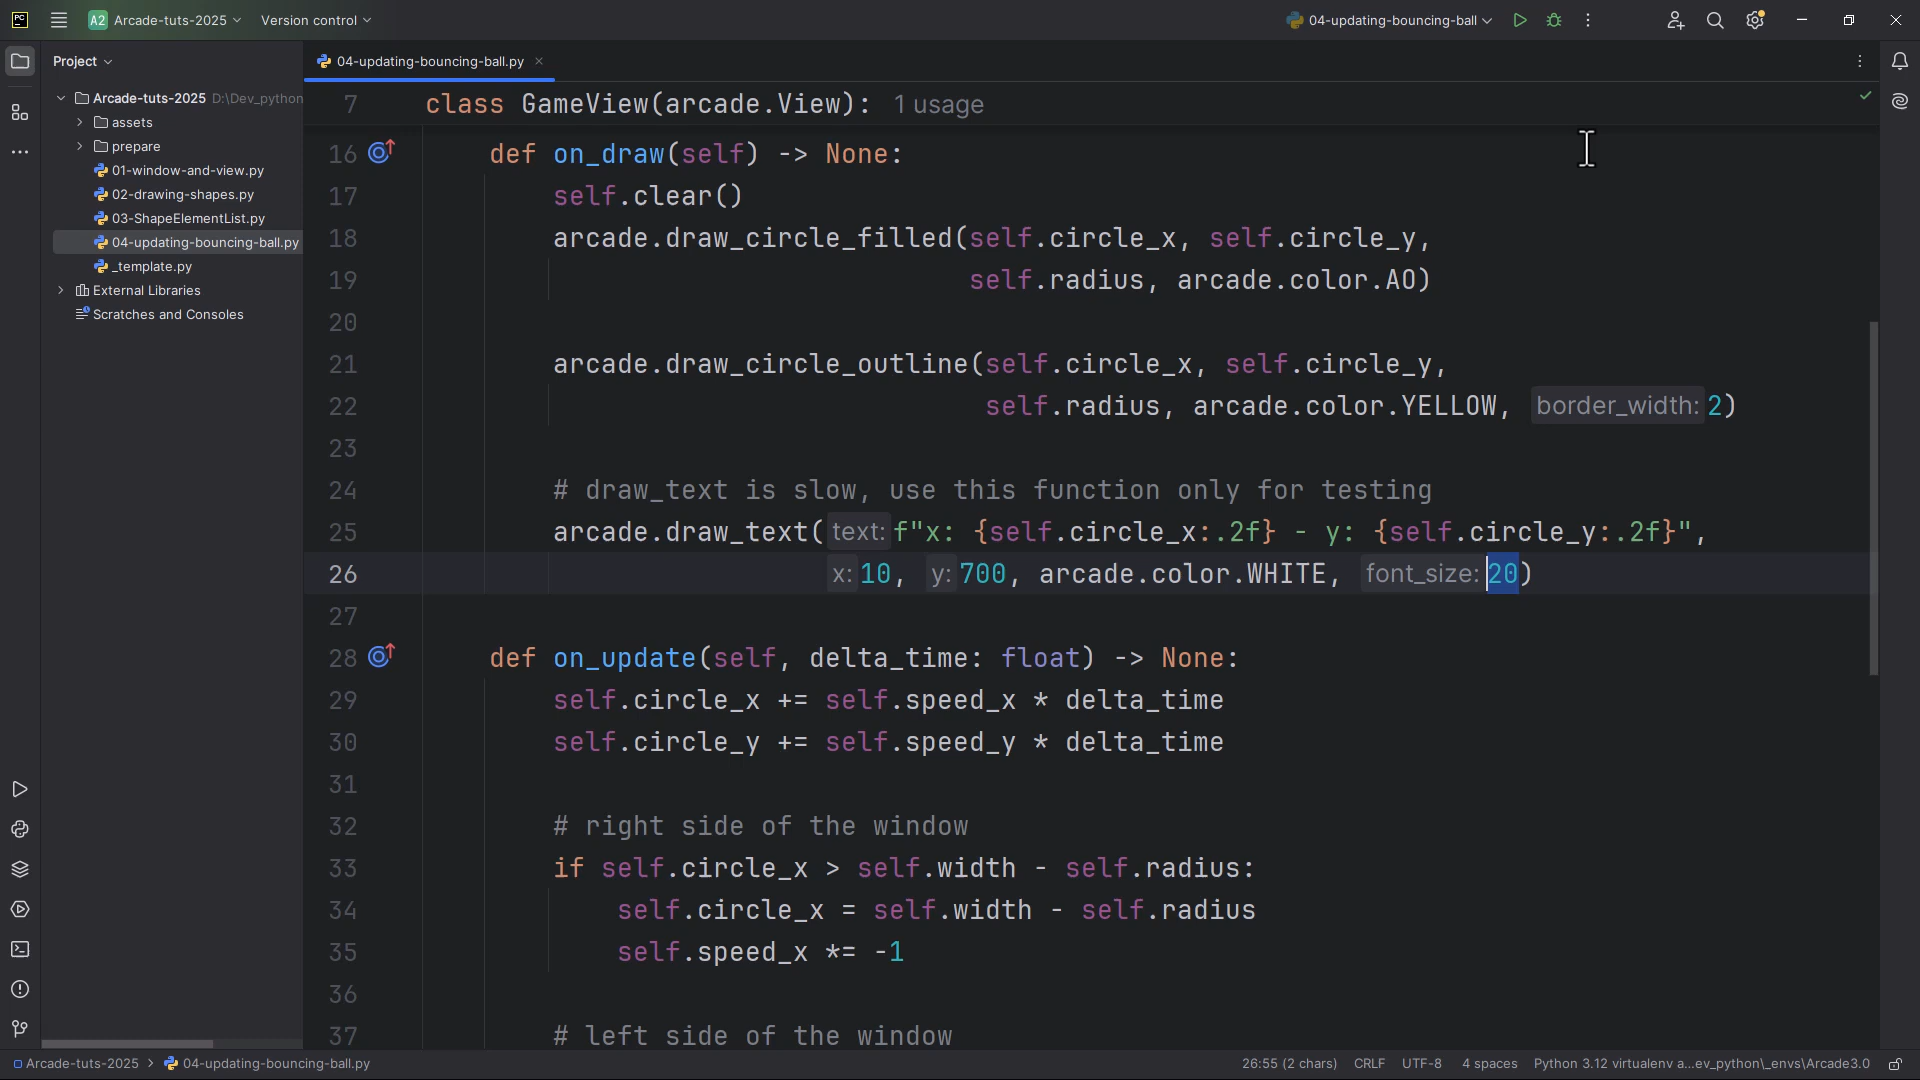 PC A2 Arcade-tuts-2025 Version control 04-updating-bouncing-ball
Project
04-updating-bouncing-ball.py
Arcade-tuts-2025 D:\Dev_python
assets
prepare
01-window-and-view.py
02-drawing-shapes.py
03-ShapeElementList.py
04-updating-bouncing-ball.py
_template.py
External Libraries
Scratches and Consoles
7 class GameView(arcade.View): 1 usage
16 def on_draw(self) -> None:
17 self.clear()
18 arcade.draw_circle_filled(self.circle_x, self.circle_y,
19 self.radius, arcade.color.AO)
20
21 arcade.draw_circle_outline(self.circle_x, self.circle_y,
22 self.radius, arcade.color.YELLOW, border_width: 2)
23
24 # draw_text is slow, use this function only for testing
25 arcade.draw_text( text: f"x: {self.circle_x:.2f} - y: {self.circle_y:.2f}",
26 x: 10, y: 700, arcade.color.WHITE, font_size: 20)
27
28 def on_update(self, delta_time: float) -> None:
29 self.circle_x += self.speed_x * delta_time
30 self.circle_y += self.speed_y * delta_time
31
32 # right side of the window
33 if self.circle_x > self.width - self.radius:
34 self.circle_x = self.width - self.radius
35 self.speed_x *= -1
36
37 # left side of the window
Arcade-tuts-2025 > 04-updating-bouncing-ball.py 26:55 (2 chars) CRLF UTF-8 4 spaces Python 3.12 virtualenv a...ev_python\_envs\Arcade3.0